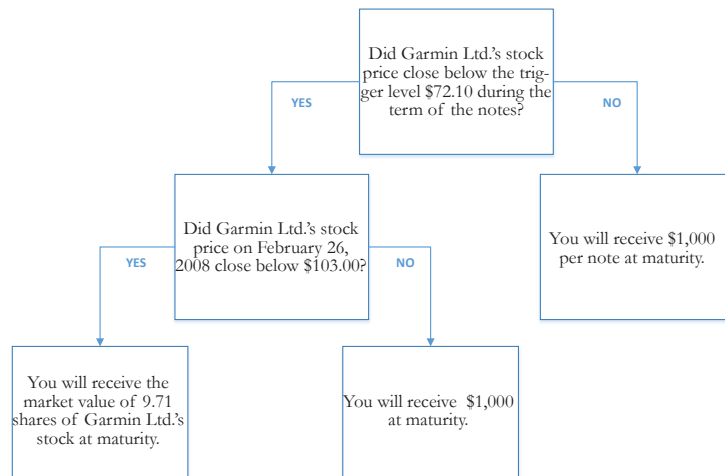 Did Garmin Ltd.'s stock
price close below the trig-
ger level $72.10 during the
term of the notes?
YES
NO
Did Garmin Ltd.'s stock
price on February 26,
2008 close below $103.00?
You will receive $1,000
per note at maturity.
YES
NO
You will receive the
market value of 9.71
shares of Garmin Ltd.'s
stock at maturity.
You will receive $1,000
at maturity.